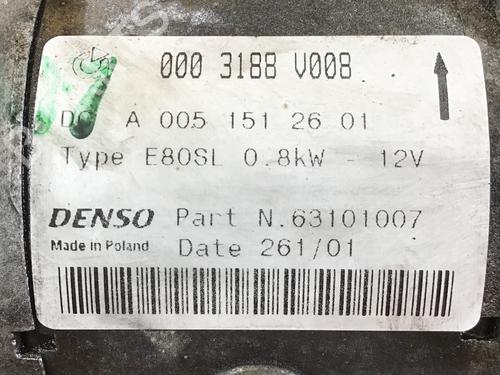 000 3188 V008
DC A 005 151 26 01
Type E80SL 0.8kW - 12V
DENSO Part N.63101007
Made in Poland Date 261/01